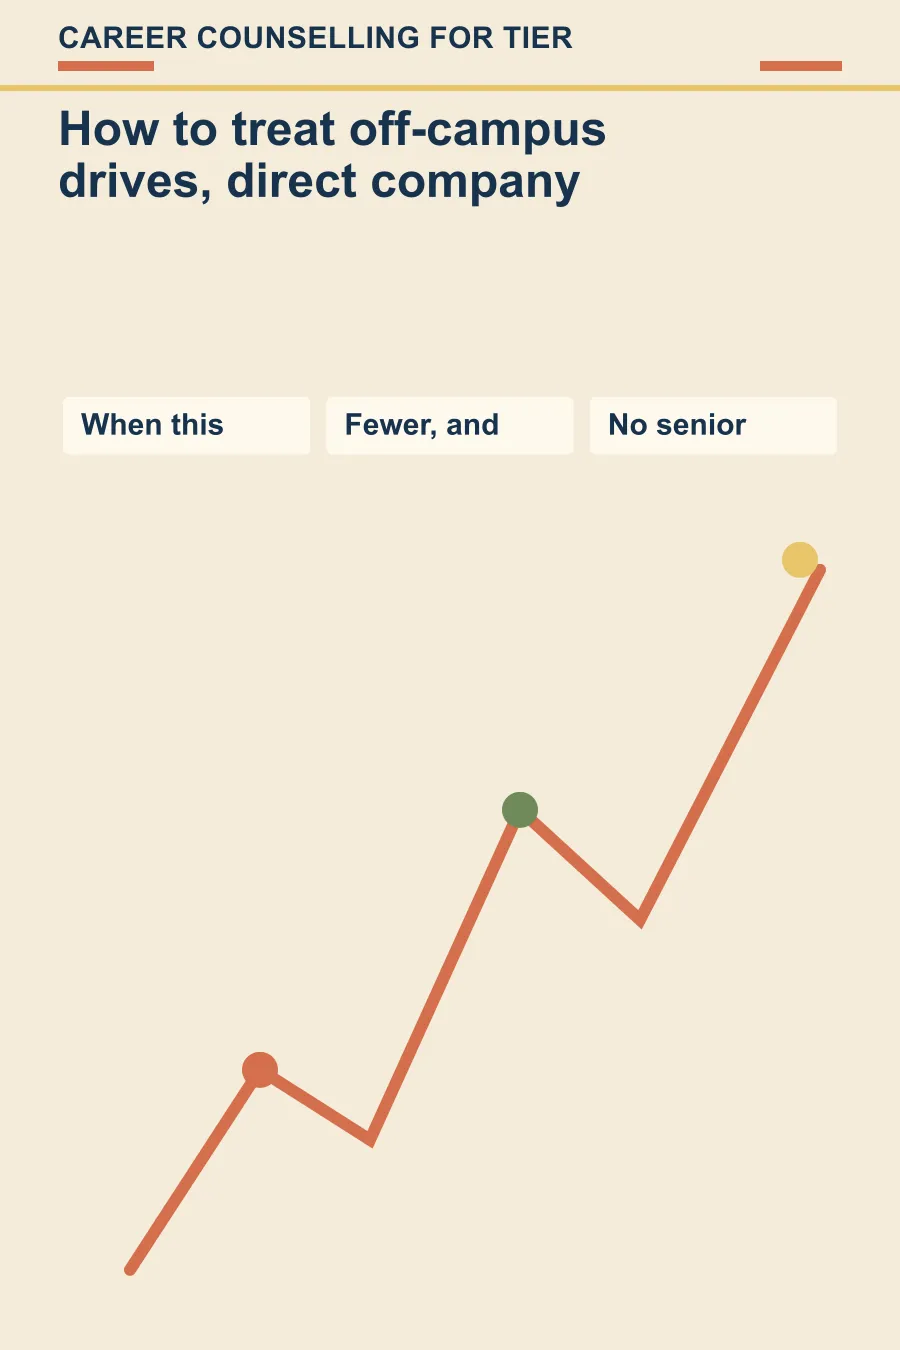 CAREER COUNSELLING FOR TIER
How to treat off-campus
drives, direct company
When this
Fewer, and
No senior